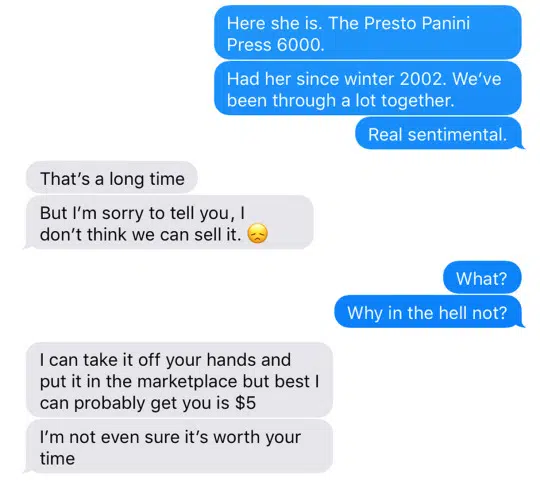 Here she is. The Presto Panini
Press 6000.
Had her since winter 2002. We’ve
been through a lot together.
Real sentimental.
That’s a long time
But I’m sorry to tell you, I
don’t think we can sell it. 😞
What?
Why in the hell not?
I can take it off your hands and
put it in the marketplace but best I
can probably get you is $5
I’m not even sure it’s worth your
time